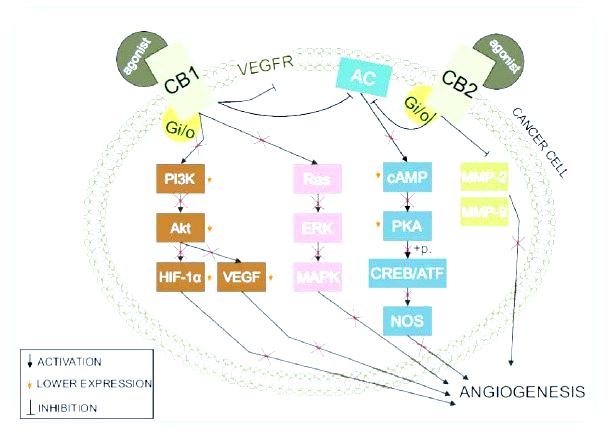 agonist
CB1
Gi/o
VEGFR
AC
agonist
CB2
Gi/o
CANCER CELL
PI3K
Ras
cAMP
MMP-2
MMP-9
Akt
ERK
PKA
+p.
HIF-1α
VEGF
MAPK
CREB/ATF
NOS
ANGIOGENESIS
ACTIVATION
LOWER EXPRESSION
INHIBITION